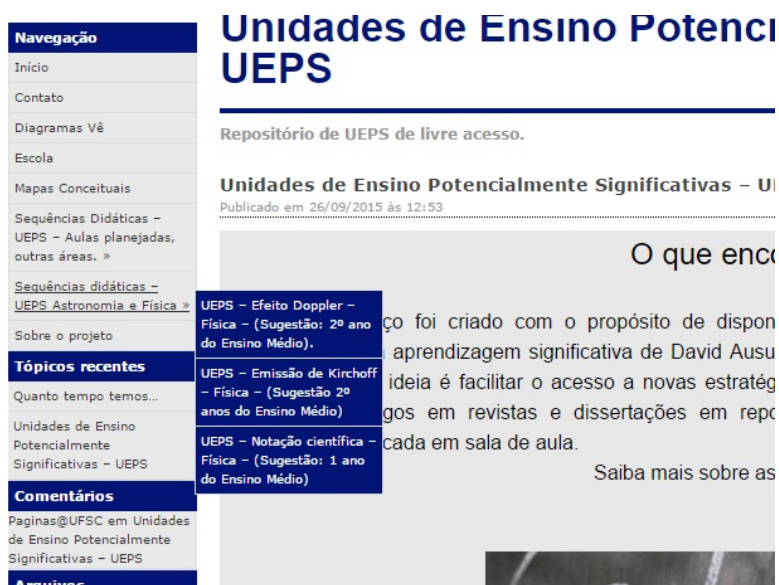 Navegação
Início
Contato
Diagramas Vê
Escola
Mapas Conceituais
Sequências Didáticas –
UEPS – Aulas planejadas,
outras áreas. »
Sequências didáticas –
UEPS Astronomia e Física »
Sobre o projeto
Tópicos recentes
Quanto tempo temos...
Unidades de Ensino
Potencialmente
Significativas – UEPS
Comentários
Paginas@UFSC em Unidades
de Ensino Potencialmente
Significativas – UEPS
Arquivos
UEPS – Efeito Doppler –
Física – (Sugestão: 2º ano
do Ensino Médio).
UEPS – Emissão de Kirchoff
– Física – (Sugestão 2º
anos do Ensino Médio)
UEPS – Notação científica –
Física – (Sugestão: 1 ano
do Ensino Médio)
Unidades de Ensino Potenci
UEPS
Repositório de UEPS de livre acesso.
Unidades de Ensino Potencialmente Significativas –
Publicado em 26/09/2015 às 12:53
O que enc
ço foi criado com o propósito de dispon
aprendizagem significativa de David Ausu
ideia é facilitar o acesso a novas estratég
gos em revistas e dissertações em repo
cada em sala de aula.
Saiba mais sobre as